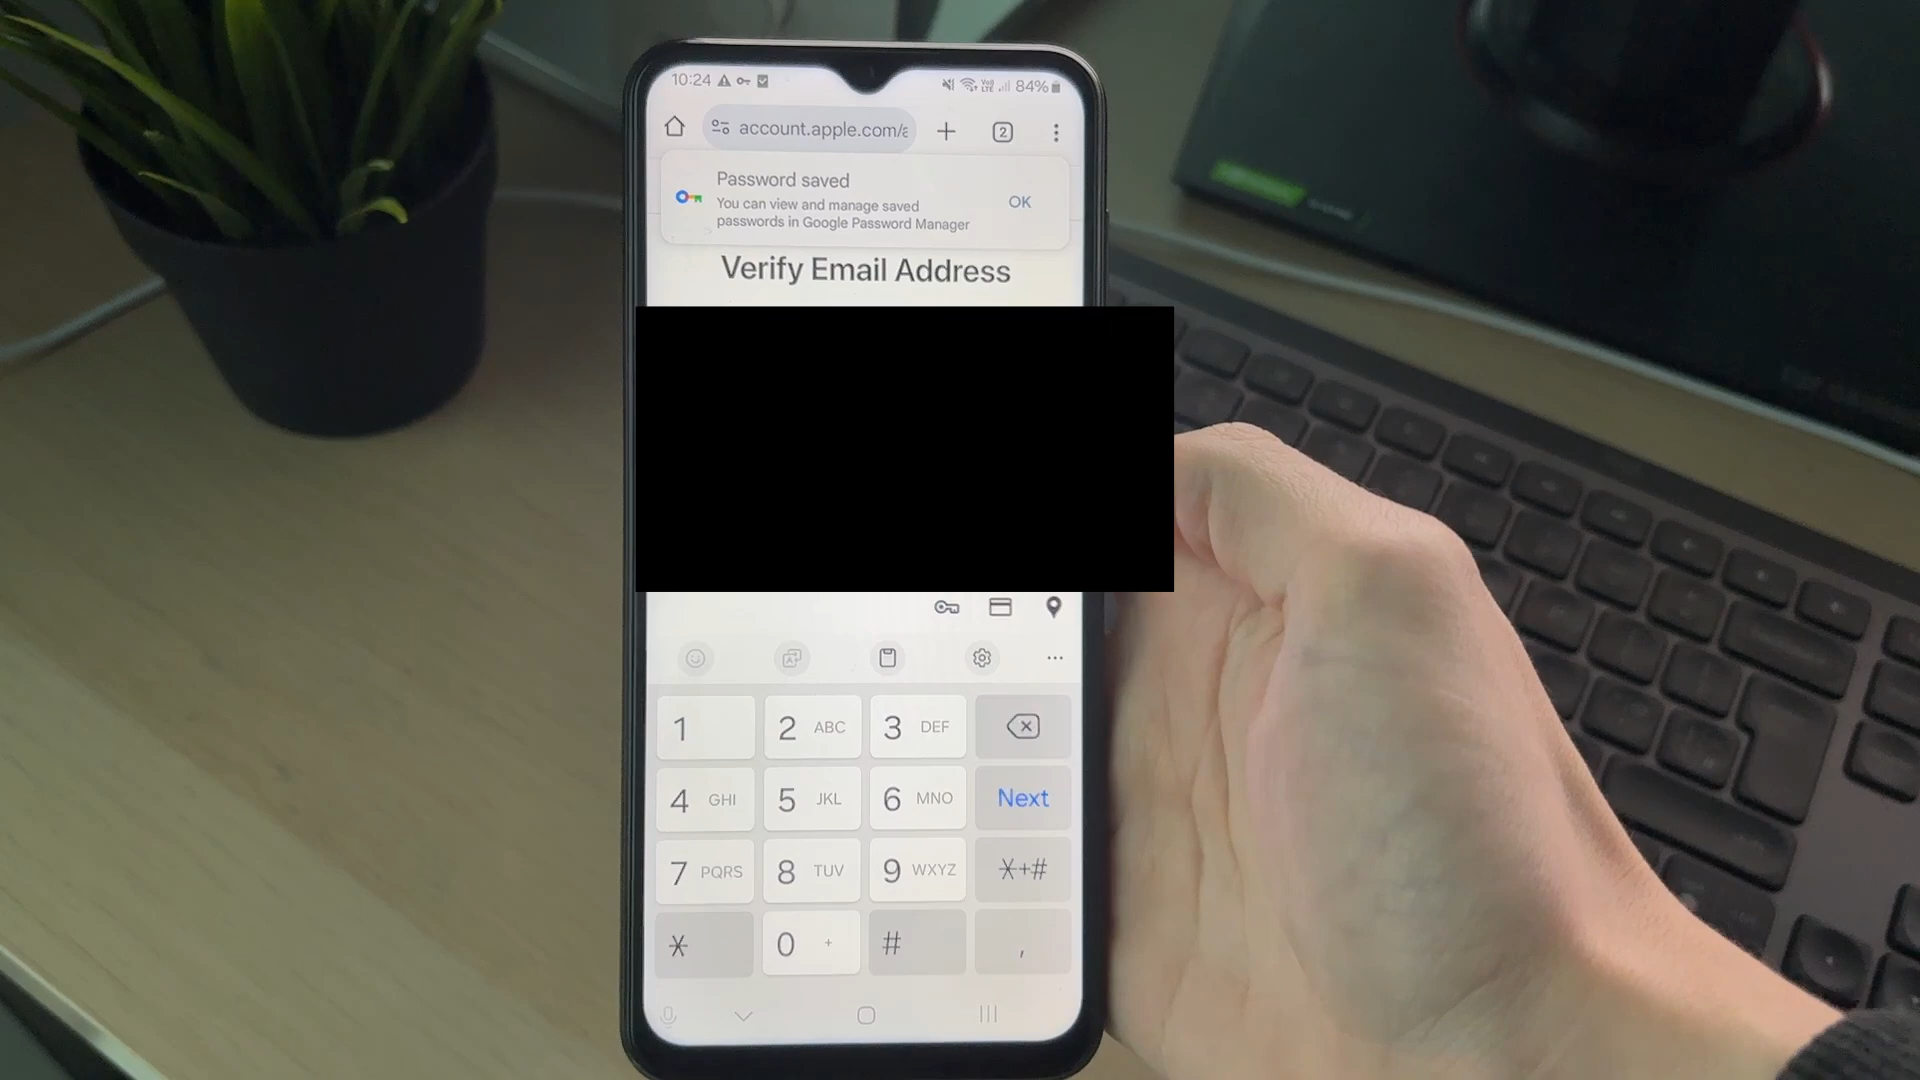 10:24
Vo)) LTE 84%
account.apple.com/a
2
Password saved
OK
You can view and manage saved
passwords in Google Password Manager
Verify Email Address
1
2 ABC
3 DEF
4 GHI
5 JKL
6 MNO
Next
7 PQRS
8 TUV
9 WXYZ
*+#
*
0 +
#
,